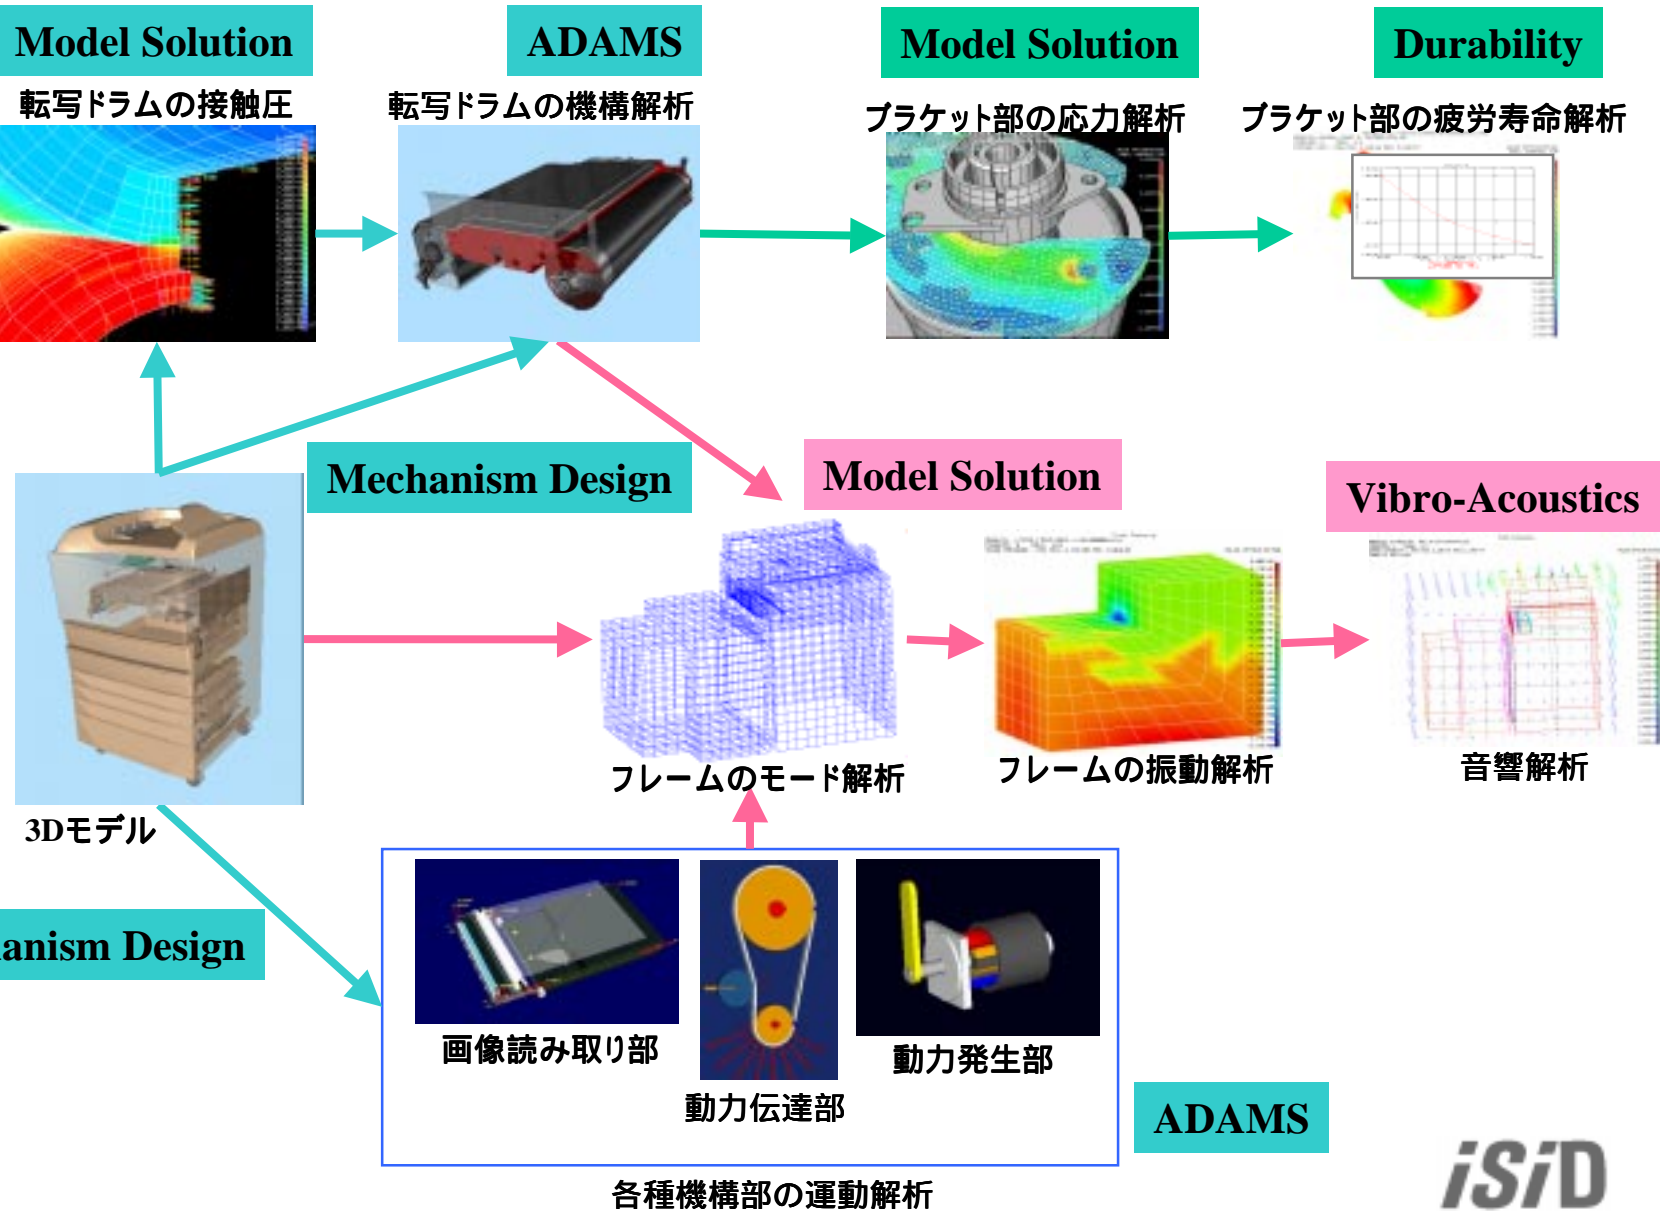 Model Solution
ADAMS
Model Solution
Durability
転写ドラムの接触圧
転写ドラムの機構解析
ブラケット部の応力解析
ブラケット部の疲労寿命解析
Mechanism Design
Model Solution
Vibro-Acoustics
フレームのモード解析
フレームの振動解析
音響解析
3Dモデル
anism Design
画像読み取り部
動力伝達部
動力発生部
ADAMS
各種機構部の運動解析
iSiD